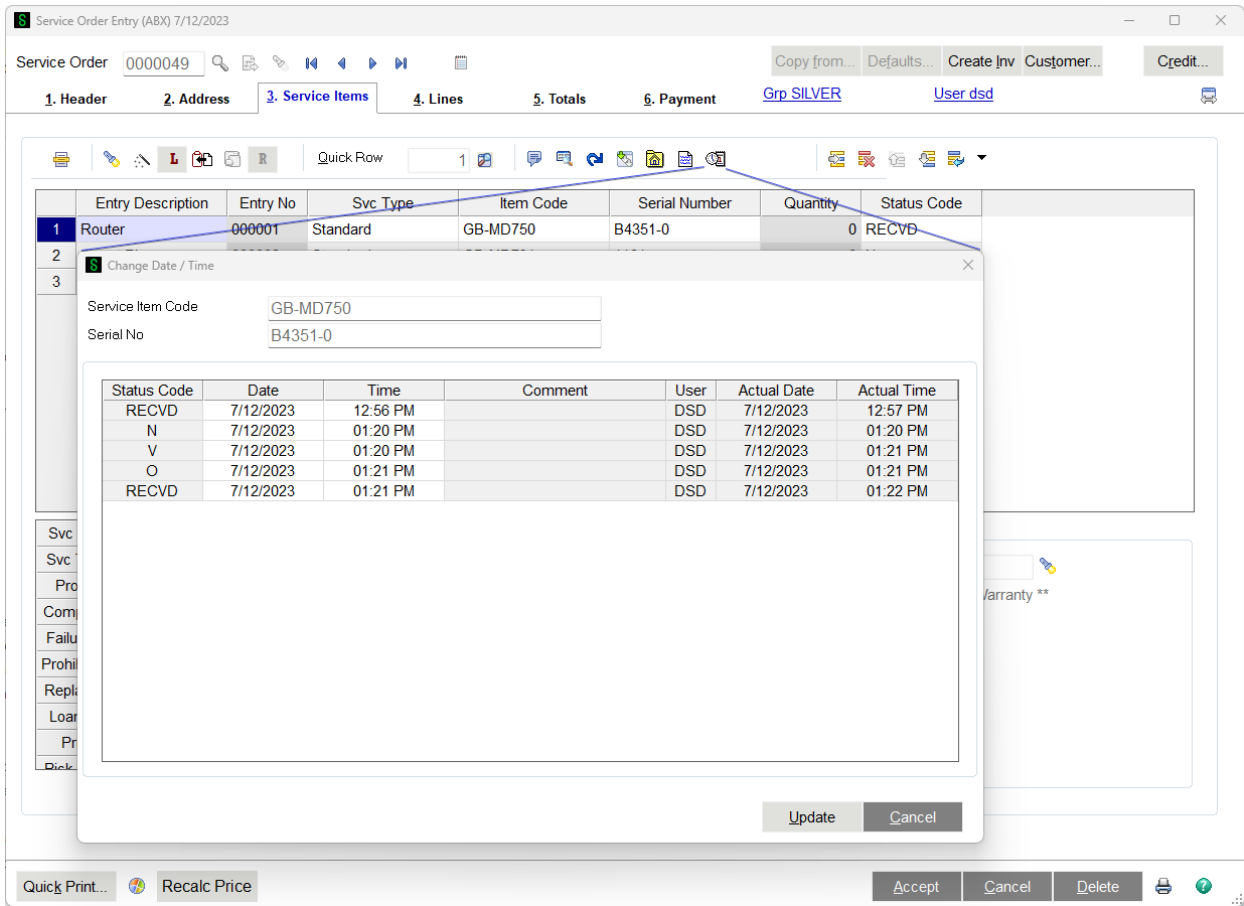 S Service Order Entry (ABX) 7/12/2023
Service Order 0000049 Copy from... Defaults... Create Inv Customer... Credit...
1. Header 2. Address 3. Service Items 4. Lines 5. Totals 6. Payment Grp SILVER User dsd
L R Quick Row 1
Entry Description Entry No Svc Type Item Code Serial Number Quantity Status Code
1 Router 000001 Standard GB-MD750 B4351-0 0 RECVD
2
3
S Change Date / Time
Service Item Code GB-MD750
Serial No B4351-0
Status Code Date Time Comment User Actual Date Actual Time
RECVD 7/12/2023 12:56 PM DSD 7/12/2023 12:57 PM
N 7/12/2023 01:20 PM DSD 7/12/2023 01:20 PM
V 7/12/2023 01:20 PM DSD 7/12/2023 01:21 PM
O 7/12/2023 01:21 PM DSD 7/12/2023 01:21 PM
RECVD 7/12/2023 01:21 PM DSD 7/12/2023 01:22 PM
Svc
Svc
Pro
Warranty **
Com
Failu
Prohi
Repl
Loa
Pr
Update Cancel
Quick Print... Recalc Price Accept Cancel Delete